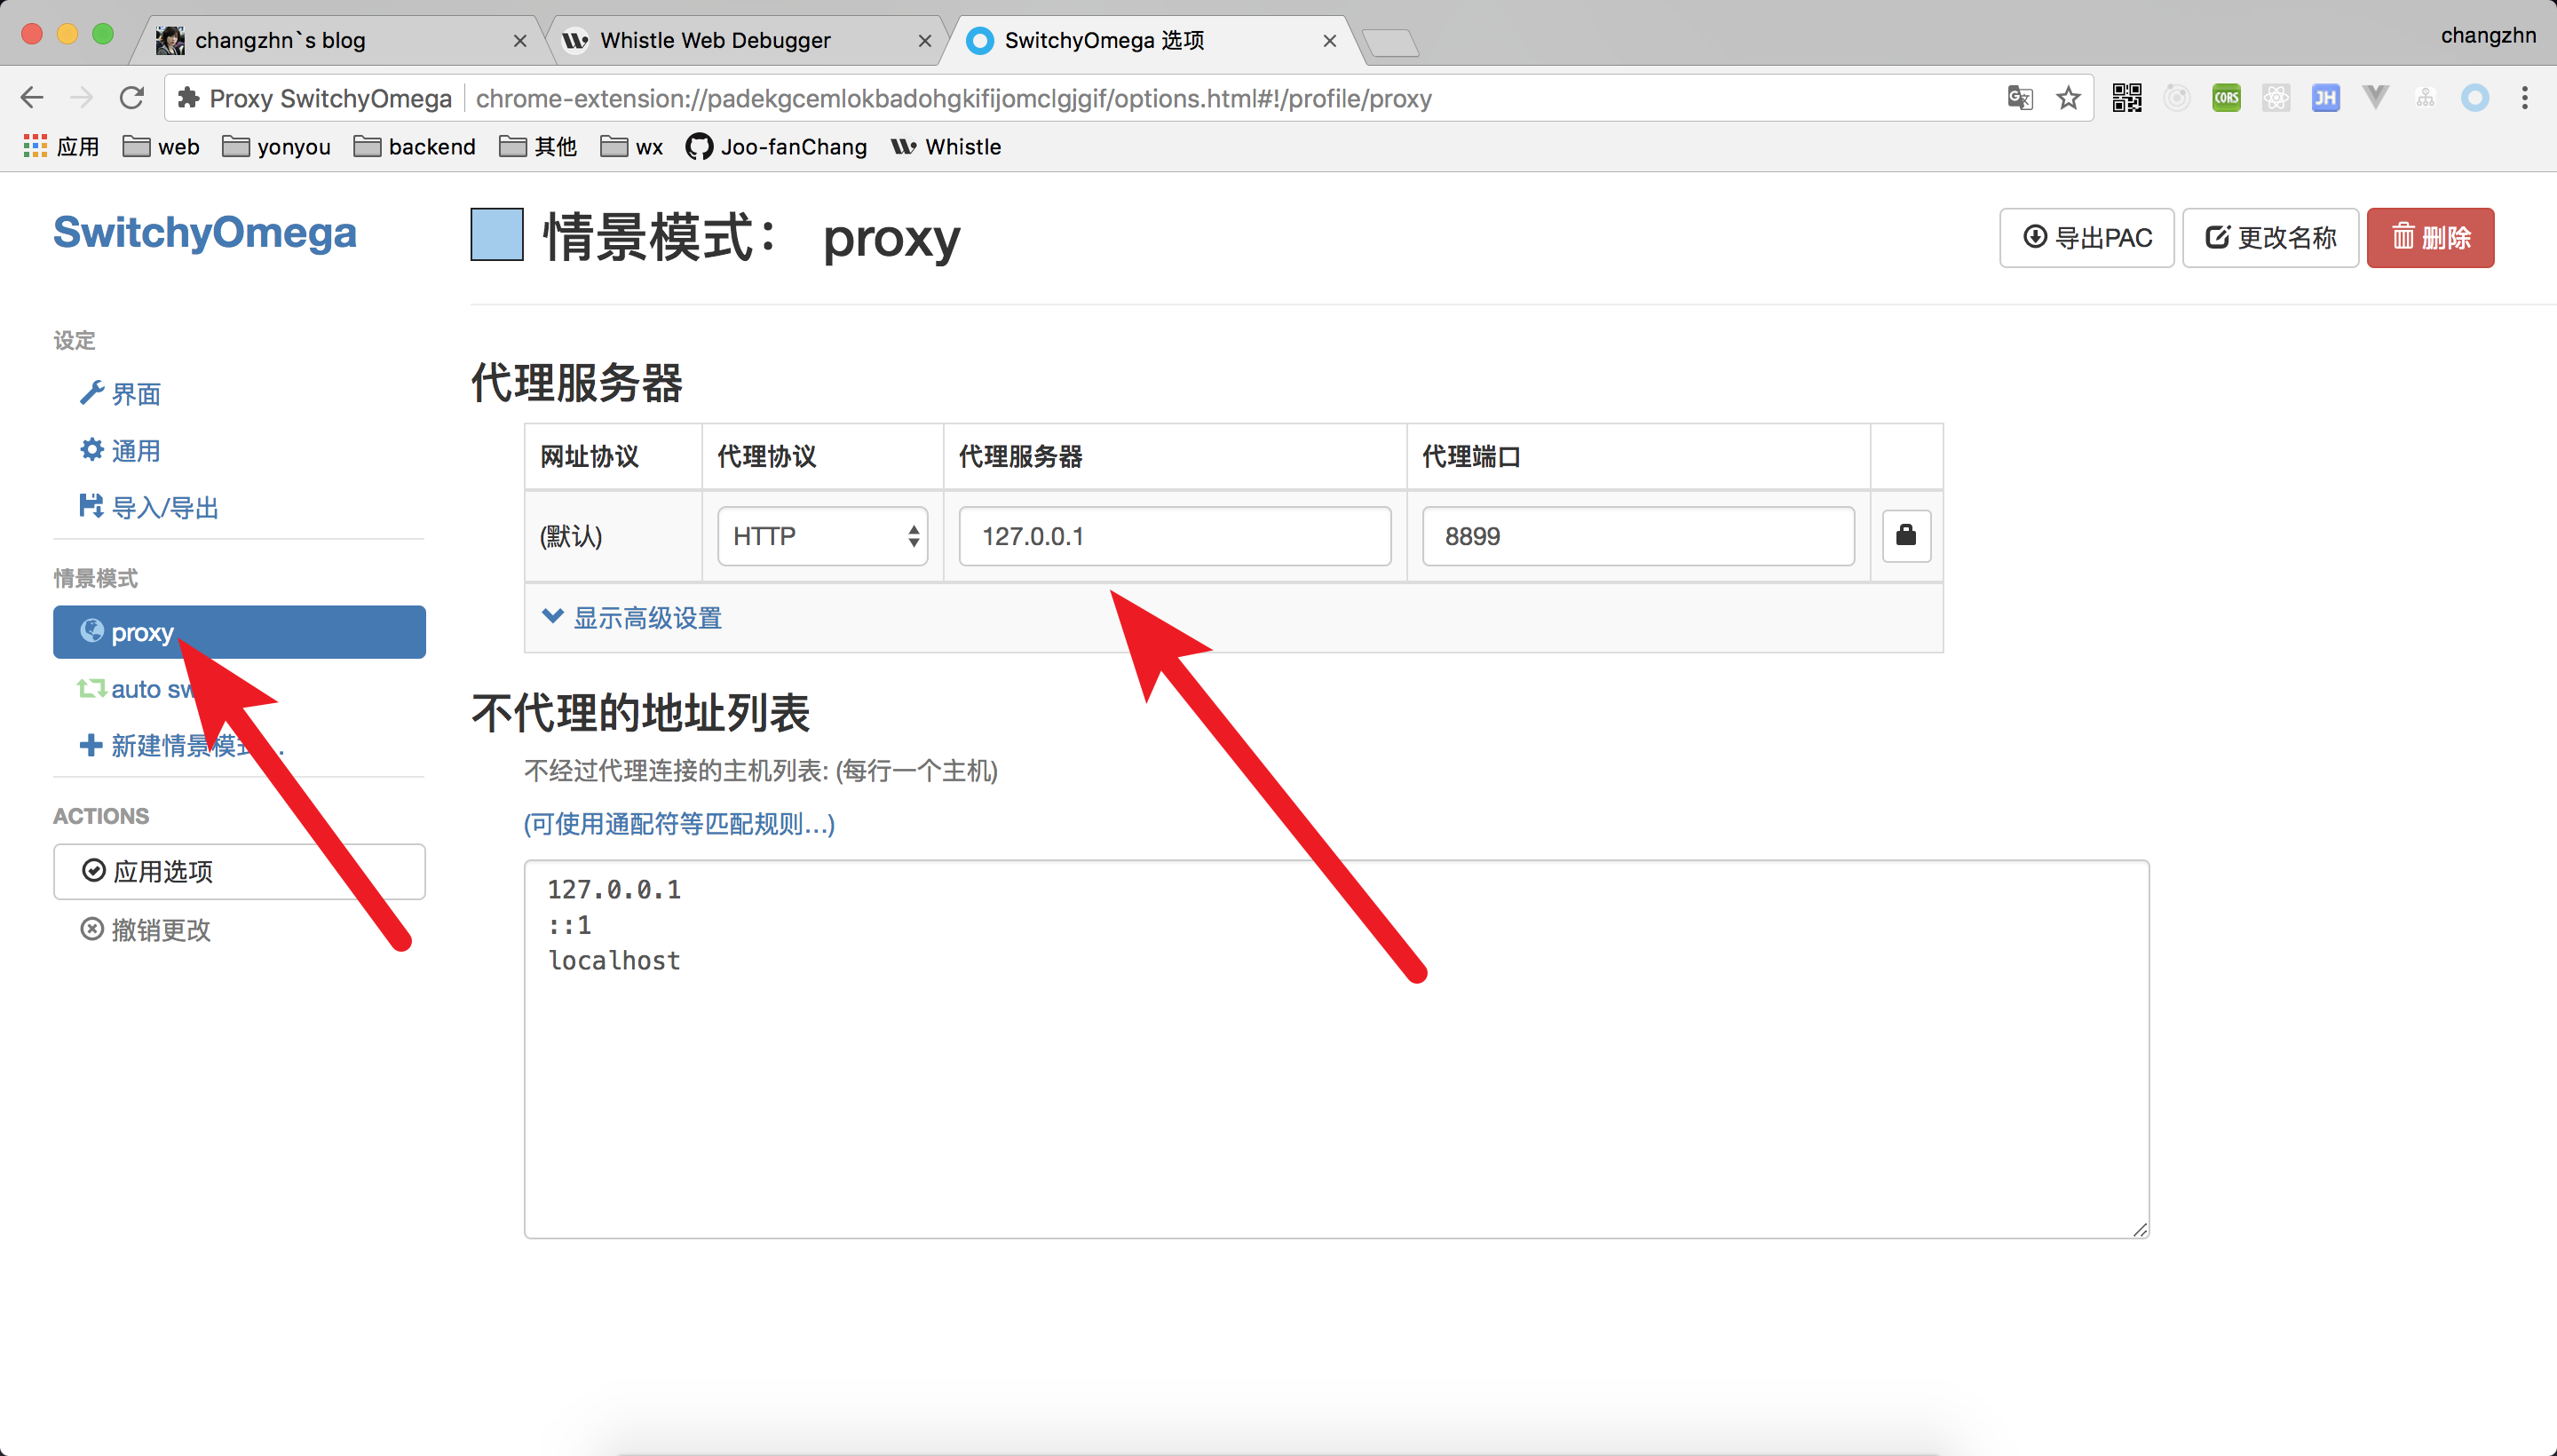 changzhn`s blog
Whistle Web Debugger
SwitchyOmega 选项
changzhn
Proxy SwitchyOmega
chrome-extension://padekgcemlokbadohgkifijomclgjgif/options.html#!/profile/proxy
CORS
JH
应用
web
yonyou
backend
其他
wx
Joo-fanChang
Whistle
SwitchyOmega
情景模式： proxy
导出PAC
更改名称
删除
设定
界面
通用
导入/导出
情景模式
proxy
auto sw
新建情景模式
ACTIONS
应用选项
撤销更改
代理服务器
网址协议 代理协议 代理服务器 代理端口
(默认) HTTP 127.0.0.1 8899
显示高级设置
不代理的地址列表
不经过代理连接的主机列表: (每行一个主机)
(可使用通配符等匹配规则...)
127.0.0.1
::1
localhost